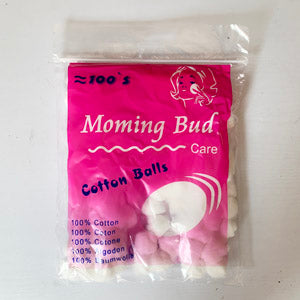 ≈100`s
Moming Bud
Care
Cotton Balls
100% Cotton
100% Coton
100% Cotone
100% Algodon
100% Baumwolle